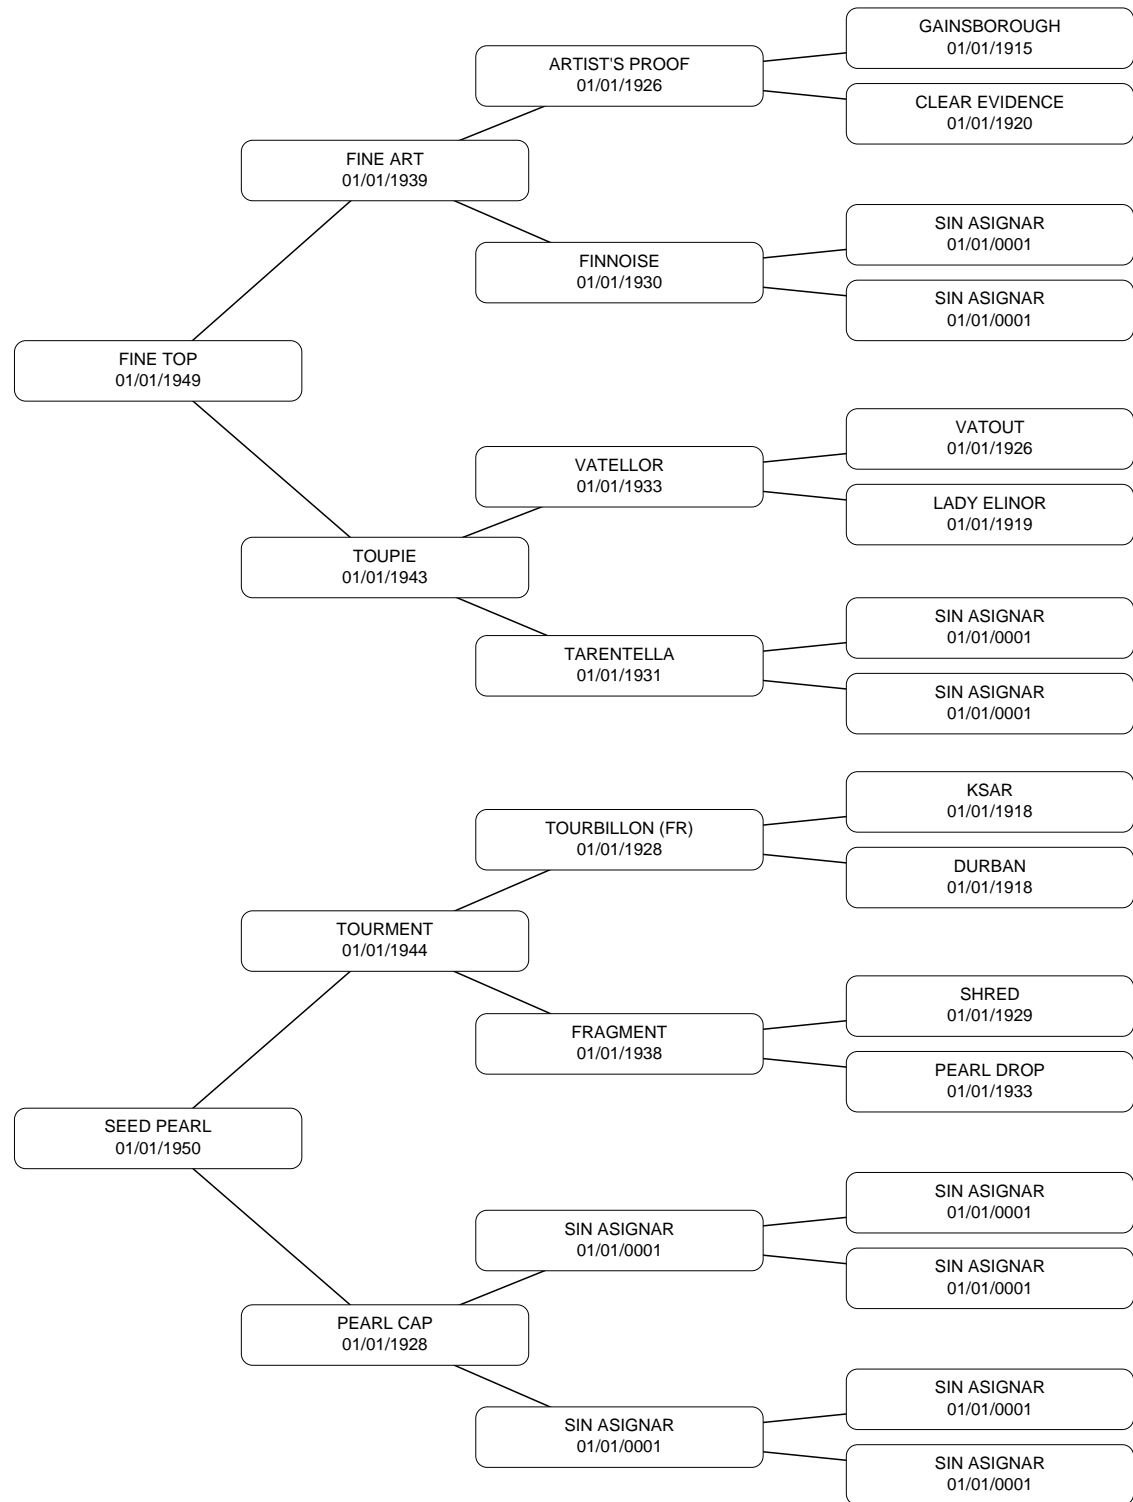 GAINSBOROUGH
01/01/1915
ARTIST'S PROOF
01/01/1926
CLEAR EVIDENCE
01/01/1920
FINE ART
01/01/1939
SIN ASIGNAR
01/01/0001
FINNOISE
01/01/1930
SIN ASIGNAR
01/01/0001
FINE TOP
01/01/1949
VATOUT
01/01/1926
VATELLOR
01/01/1933
LADY ELINOR
01/01/1919
TOUPIE
01/01/1943
SIN ASIGNAR
01/01/0001
TARENTELLA
01/01/1931
SIN ASIGNAR
01/01/0001
KSAR
01/01/1918
TOURBILLON (FR)
01/01/1928
DURBAN
01/01/1918
TOURMENT
01/01/1944
SHRED
01/01/1929
FRAGMENT
01/01/1938
PEARL DROP
01/01/1933
SEED PEARL
01/01/1950
SIN ASIGNAR
01/01/0001
SIN ASIGNAR
01/01/0001
SIN ASIGNAR
01/01/0001
PEARL CAP
01/01/1928
SIN ASIGNAR
01/01/0001
SIN ASIGNAR
01/01/0001
SIN ASIGNAR
01/01/0001